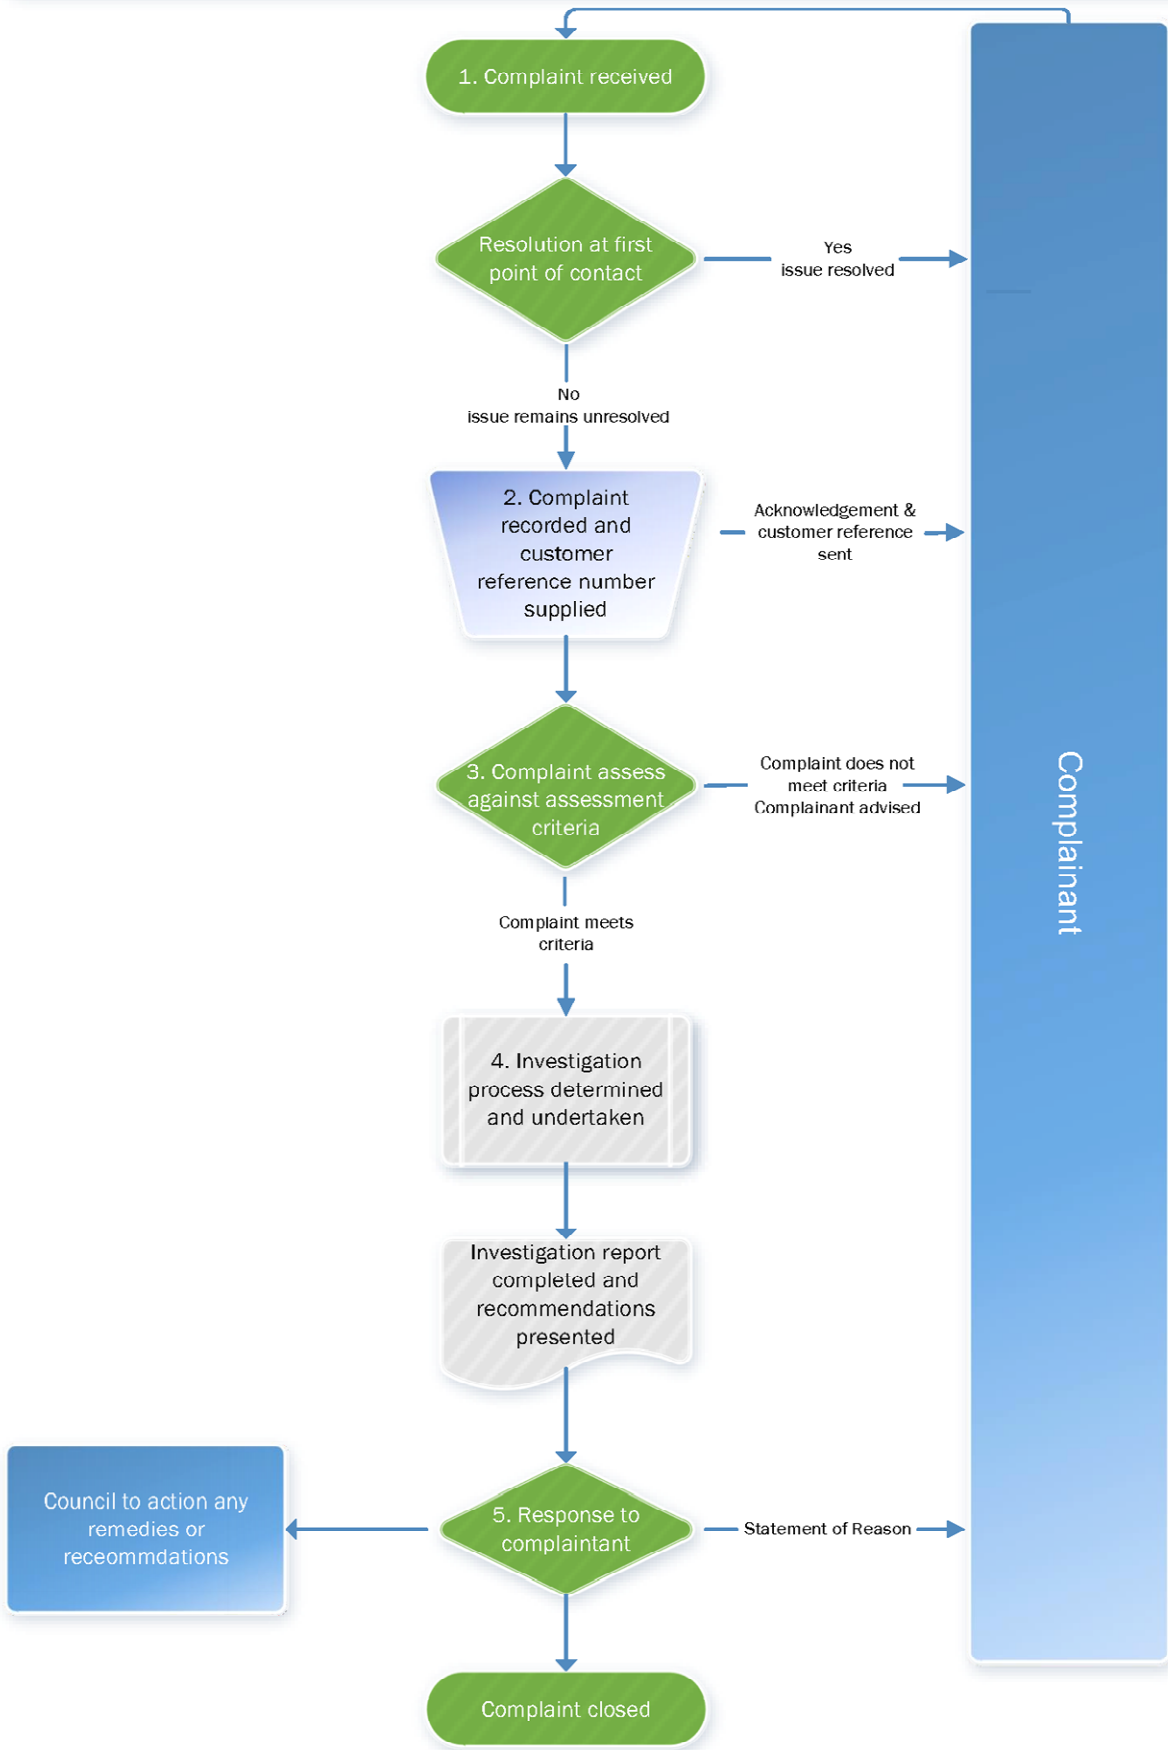 1. Complaint received
Resolution at first
point of contact
Yes
issue resolved
No
issue remains unresolved
2. Complaint
recorded and
customer
reference number
supplied
Acknowledgement &
customer reference
sent
3. Complaint assess
against assessment
criteria
Complaint does not
meet criteria
Complainant advised
Complainant
Complaint meets
criteria
4. Investigation
process determined
and undertaken
Investigation report
completed and
recommendations
presented
Council to action any
remedies or
receommdations
5. Response to
complaintant
Statement of Reason
Complaint closed